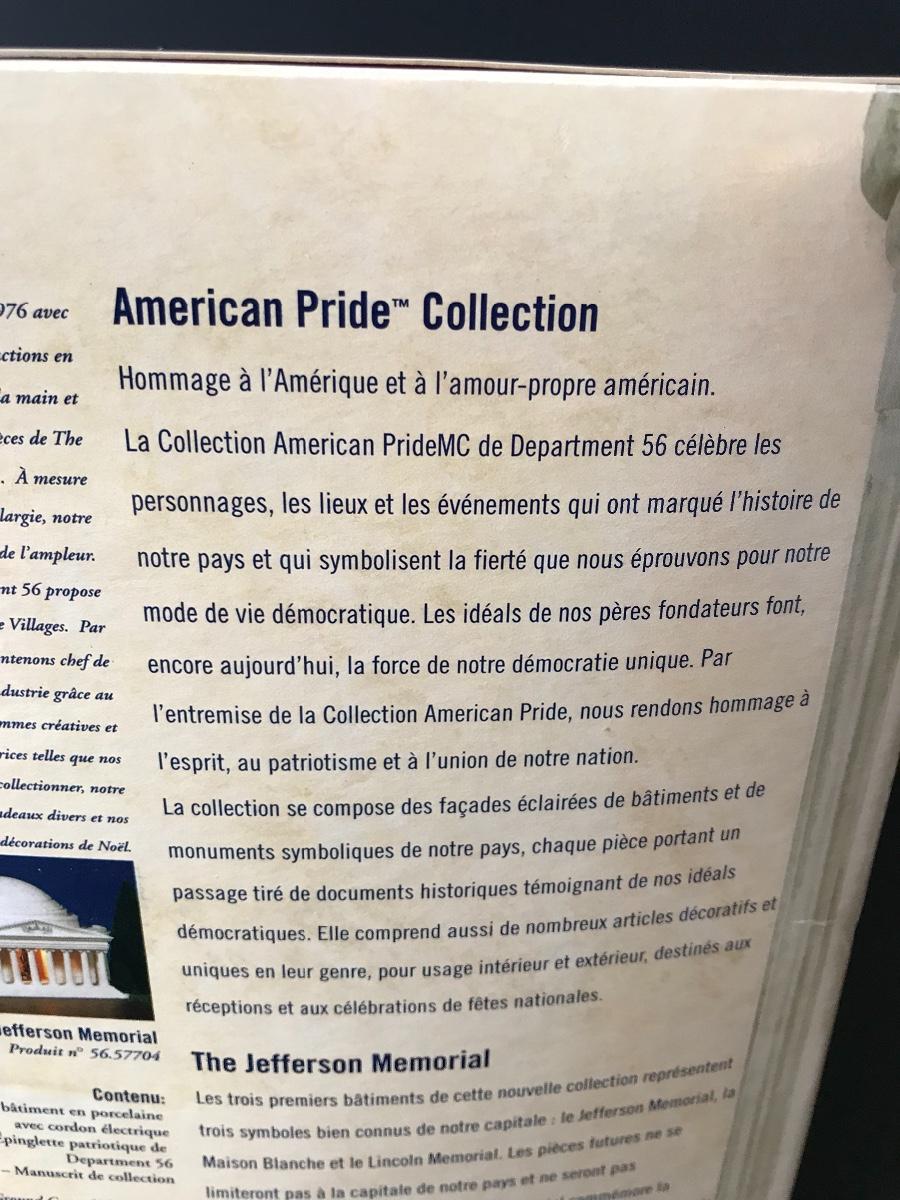 976 avec
ctions en
a main et
èces de The
. À mesure
largie, notre
de l'ampleur.
nt 56 propose
e Villages. Par
ntenons chef de
dustrie grâce au
mmes créatives et
rices telles que nos
collectionner, notre
adeaux divers et nos
décorations de Noël.
efferson Memorial
Produit n° 56.57704
Contenu:
bâtiment en porcelaine
avec cordon électrique
pinglette patriotique de
Department 56
– Manuscrit de collection
American Pride™ Collection
Hommage à l'Amérique et à l'amour-propre américain.
La Collection American PrideMC de Department 56 célèbre les
personnages, les lieux et les événements qui ont marqué l'histoire de
notre pays et qui symbolisent la fierté que nous éprouvons pour notre
mode de vie démocratique. Les idéals de nos pères fondateurs font,
encore aujourd'hui, la force de notre démocratie unique. Par
l'entremise de la Collection American Pride, nous rendons hommage à
l'esprit, au patriotisme et à l'union de notre nation.
La collection se compose des façades éclairées de bâtiments et de
monuments symboliques de notre pays, chaque pièce portant un
passage tiré de documents historiques témoignant de nos idéals
démocratiques. Elle comprend aussi de nombreux articles décoratifs et
uniques en leur genre, pour usage intérieur et extérieur, destinés aux
réceptions et aux célébrations de fêtes nationales.
The Jefferson Memorial
Les trois premiers bâtiments de cette nouvelle collection représentent
trois symboles bien connus de notre capitale : le Jefferson Memorial, la
Maison Blanche et le Lincoln Memorial. Les pièces futures ne se
limiteront pas à la capitale de notre pays et ne seront pas
commémore la